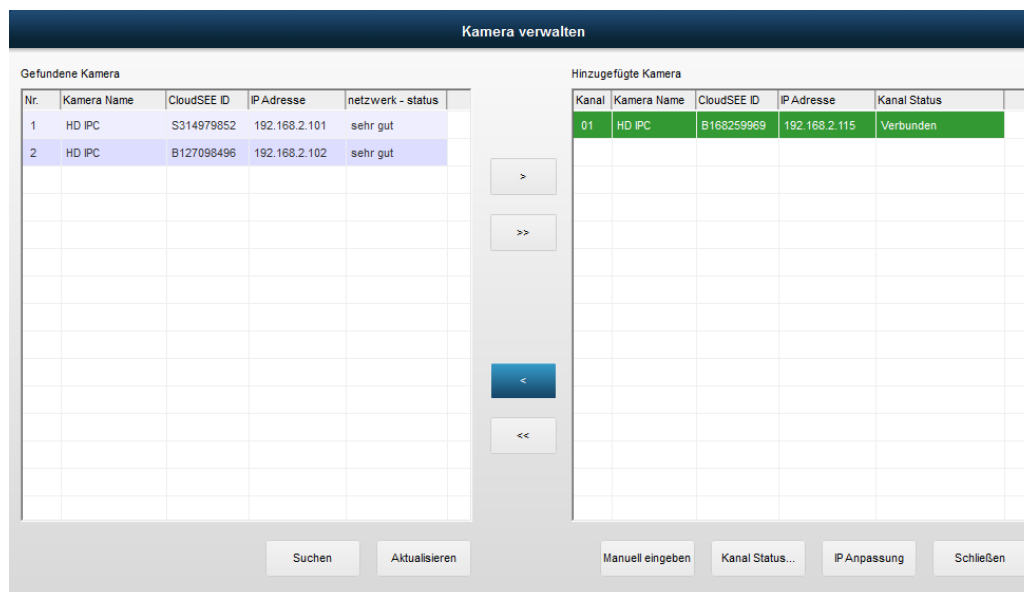 Kamera verwalten
Gefundene Kamera
Nr. Kamera Name CloudSEE ID IP Adresse netzwerk - status
1 HD IPC S314979852 192.168.2.101 sehr gut
2 HD IPC B127098496 192.168.2.102 sehr gut
>
>>
<
<<
Suchen Aktualisieren
Hinzugefügte Kamera
Kanal Kamera Name CloudSEE ID IP Adresse Kanal Status
01 HD IPC B168259969 192.168.2.115 Verbunden
Manuell eingeben Kanal Status... IP Anpassung Schließen